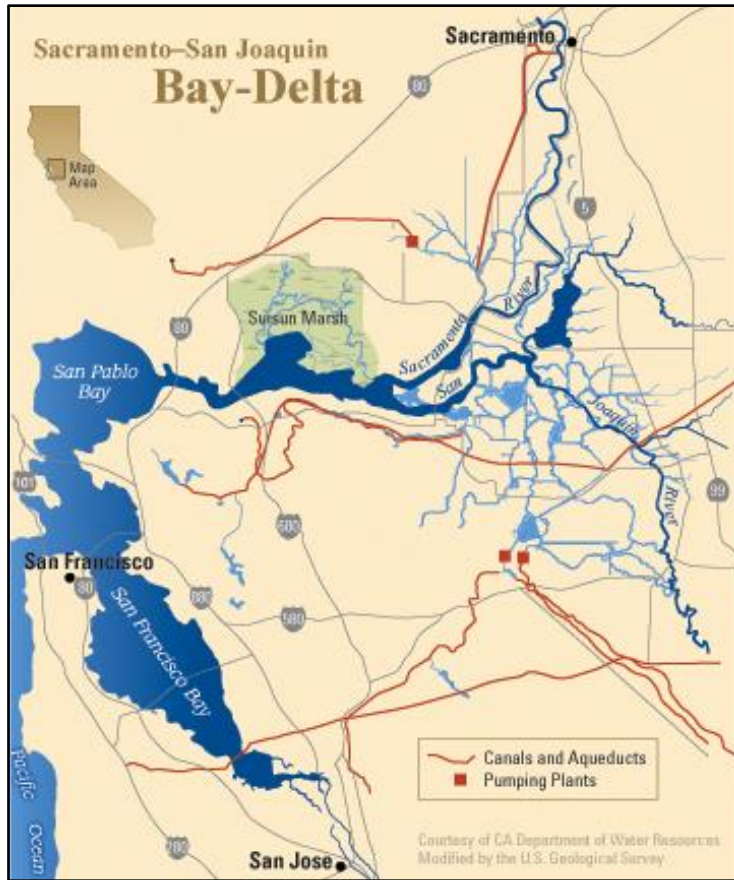 Sacramento–San Joaquin
Bay-Delta
Sacramento
80
Map
Area
5
Suisun Marsh
80
Sacramento River
San Joaquin River
San Pablo
Bay
101
99
680
San Francisco
80
880
580
San Francisco Bay
Pacific Ocean
Canals and Aqueducts
Pumping Plants
280
San Jose
Courtesy of CA Department of Water Resources
Modified by the U.S. Geological Survey